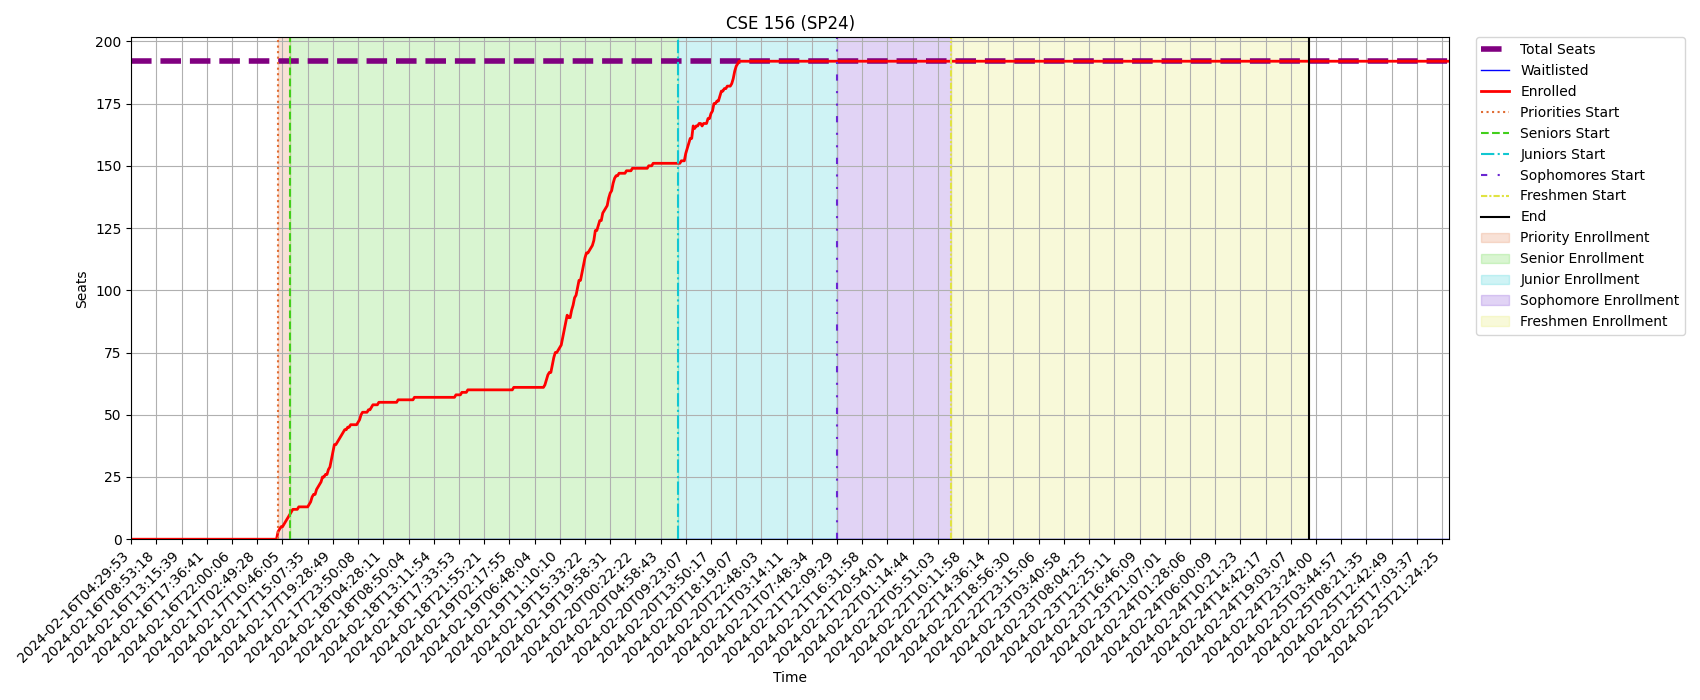 CSE 156 (SP24)
200
175
150
125
100
75
50
25
0
Seats
2024-02-16T04:29:53
2024-02-16T08:53:18
2024-02-16T13:15:39
2024-02-16T17:36:41
2024-02-16T22:00:06
2024-02-17T02:49:28
2024-02-17T10:46:05
2024-02-17T15:07:35
2024-02-17T19:28:49
2024-02-17T23:50:08
2024-02-18T04:28:11
2024-02-18T08:50:04
2024-02-18T13:11:54
2024-02-18T17:33:53
2024-02-18T21:55:21
2024-02-19T02:17:55
2024-02-19T06:48:04
2024-02-19T11:10:10
2024-02-19T15:33:22
2024-02-19T19:58:31
2024-02-20T00:22:22
2024-02-20T04:58:43
2024-02-20T09:23:07
2024-02-20T13:50:17
2024-02-20T18:19:07
2024-02-20T22:48:03
2024-02-21T03:14:11
2024-02-21T07:48:34
2024-02-21T12:09:29
2024-02-21T16:31:58
2024-02-21T20:54:01
2024-02-22T01:14:44
2024-02-22T05:51:03
2024-02-22T10:11:58
2024-02-22T14:36:14
2024-02-22T18:56:30
2024-02-22T23:15:06
2024-02-23T03:40:58
2024-02-23T08:04:25
2024-02-23T12:25:11
2024-02-23T16:46:09
2024-02-23T21:07:01
2024-02-24T01:28:06
2024-02-24T06:00:09
2024-02-24T10:21:23
2024-02-24T14:42:17
2024-02-24T19:03:07
2024-02-24T23:24:00
2024-02-25T03:44:57
2024-02-25T08:21:35
2024-02-25T12:42:49
2024-02-25T17:03:37
2024-02-25T21:24:25
Time
Total Seats
Waitlisted
Enrolled
Priorities Start
Seniors Start
Juniors Start
Sophomores Start
Freshmen Start
End
Priority Enrollment
Senior Enrollment
Junior Enrollment
Sophomore Enrollment
Freshmen Enrollment